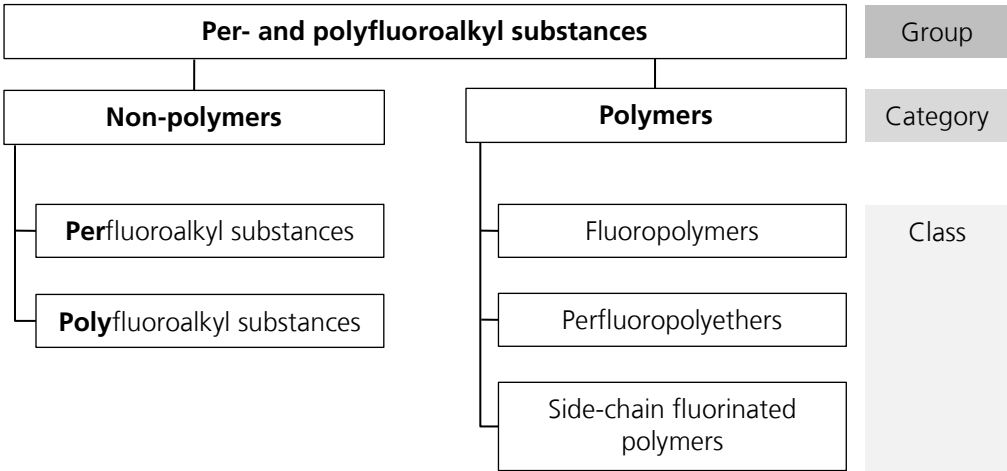 Per- and polyfluoroalkyl substances
Group
Non-polymers
Polymers
Category
Perfluoroalkyl substances
Fluoropolymers
Class
Polyfluoroalkyl substances
Perfluoropolyethers
Side-chain fluorinated
polymers